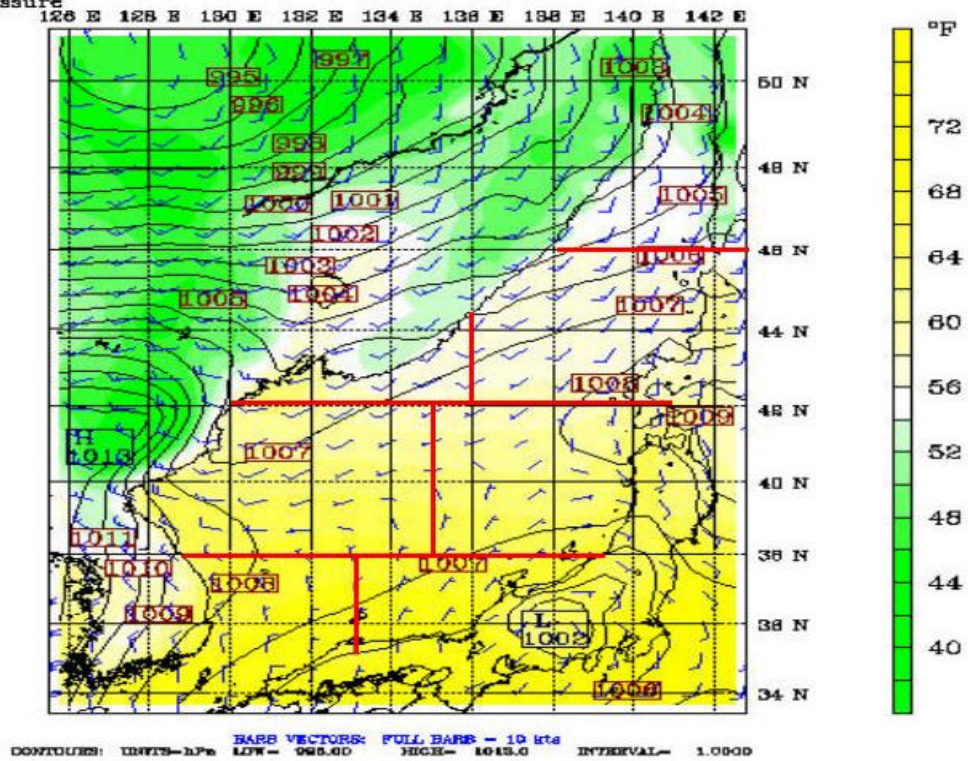 ssure
126 E 128 E 130 E 132 E 134 E 136 E 138 E 140 E 142 E
°F
997
995
1003
50 N
996
1004
72
998
999
48 N
1000
1001
1005
68
1002
46 N
1006
64
1003
1004
1005
1007
44 N
60
1008
56
1009
42 N
H
1013
1007
52
40 N
1011
48
38 N
1010
1008
1007
44
1009
L
1002
36 N
40
1006
34 N
BARB VECTORS: FULL BARB = 10 kts
CONTOURS: UNITS=hPa LOW= 995.00 HIGH= 1013.0 INTERVAL= 1.0000